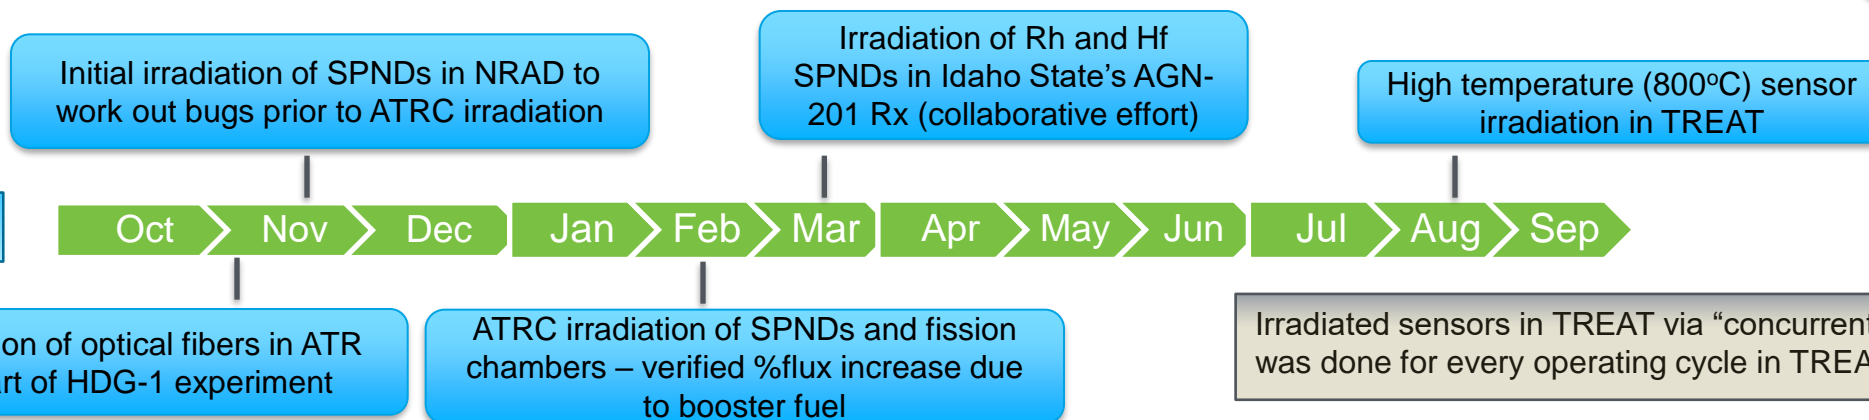 Initial irradiation of SPNDs in NRAD to
work out bugs prior to ATRC irradiation
Irradiation of Rh and Hf
SPNDs in Idaho State's AGN-
201 Rx (collaborative effort)
High temperature (800°C) sensor
irradiation in TREAT
Oct Nov Dec Jan Feb Mar Apr May Jun Jul Aug Sep
of optical fibers in ATR
of HDG-1 experiment
ATRC irradiation of SPNDs and fission
chambers – verified %flux increase due
to booster fuel
Irradiated sensors in TREAT via “concurrent
was done for every operating cycle in